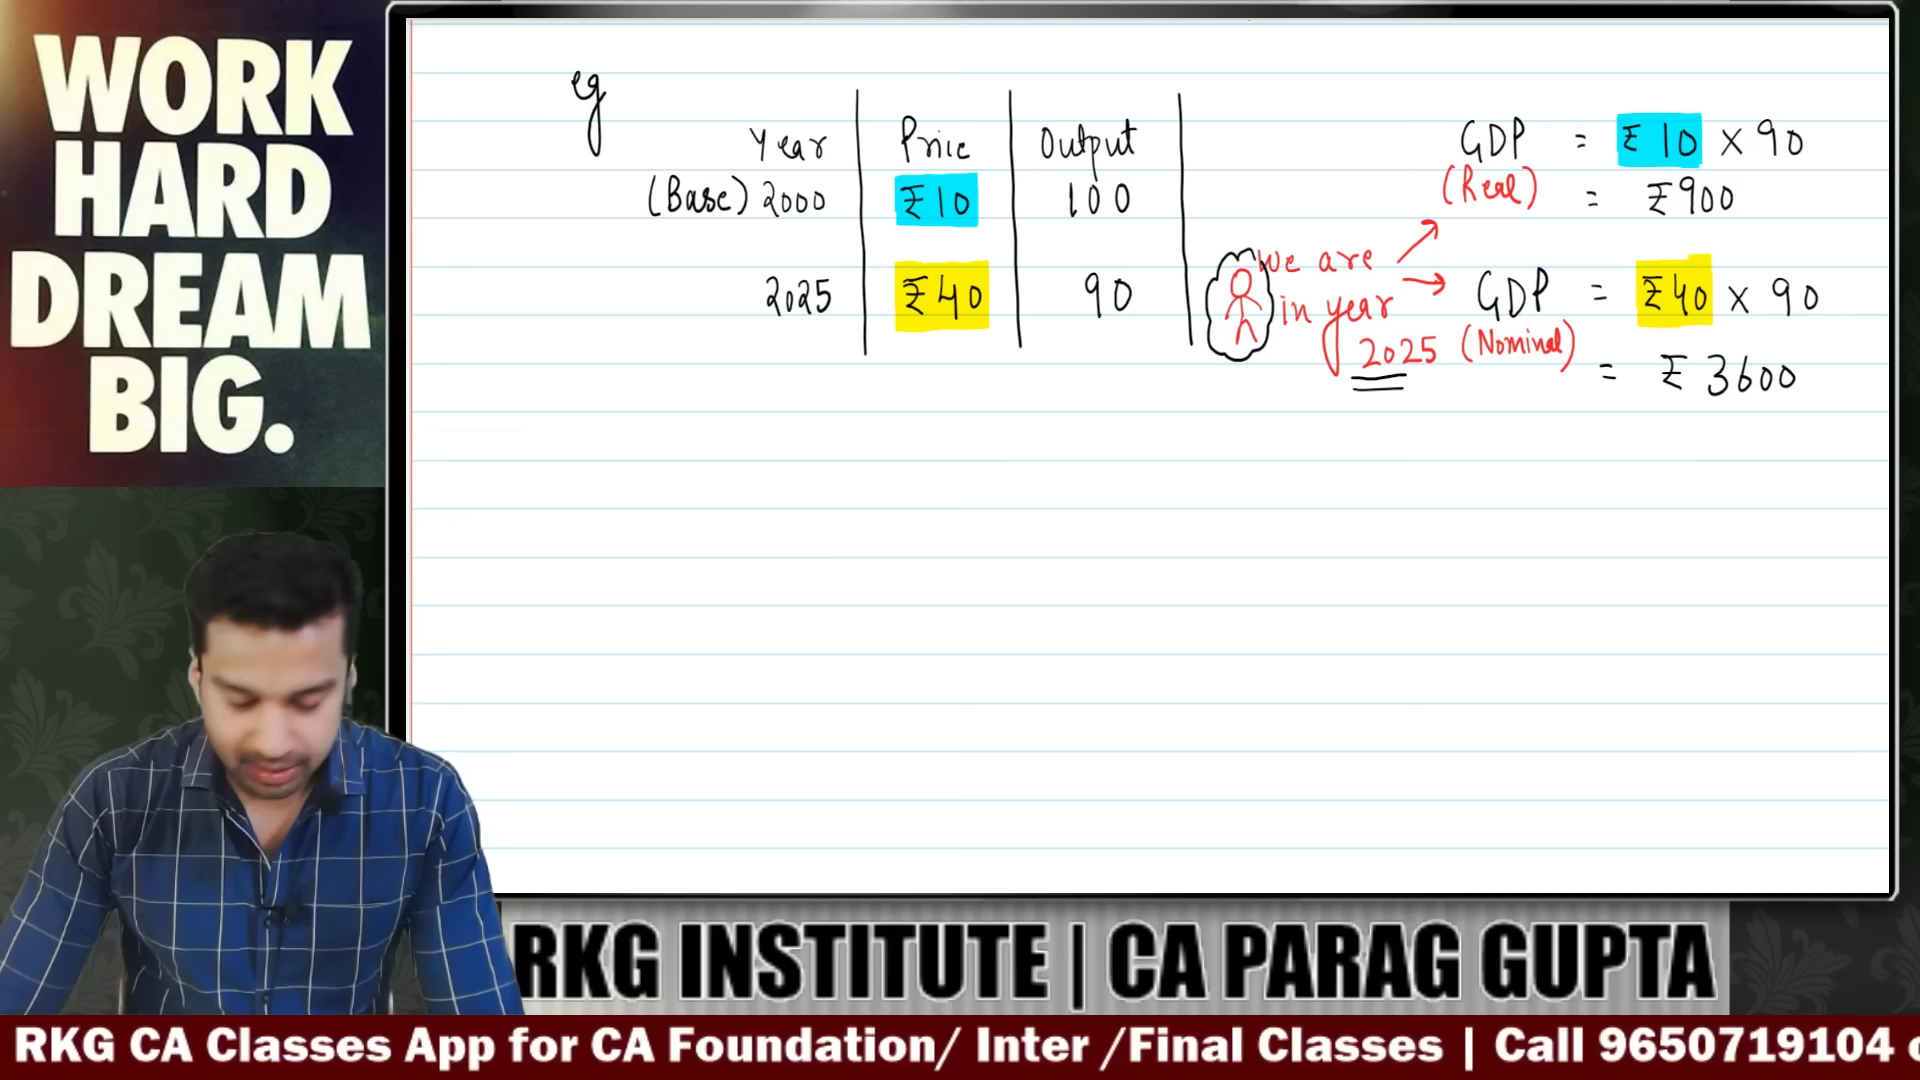 WORK
HARD
DREAM
BIG.
eg
Year Price Output
(Base) 2000 ₹10 100
2025 ₹40 90
GDP = ₹10 × 90
(Real) = ₹900
We are
in year
2025
GDP = ₹40 × 90
(Nominal)
= ₹3600
RKG INSTITUTE | CA PARAG GUPTA
RKG CA Classes App for CA Foundation/ Inter /Final Classes | Call 9650719104